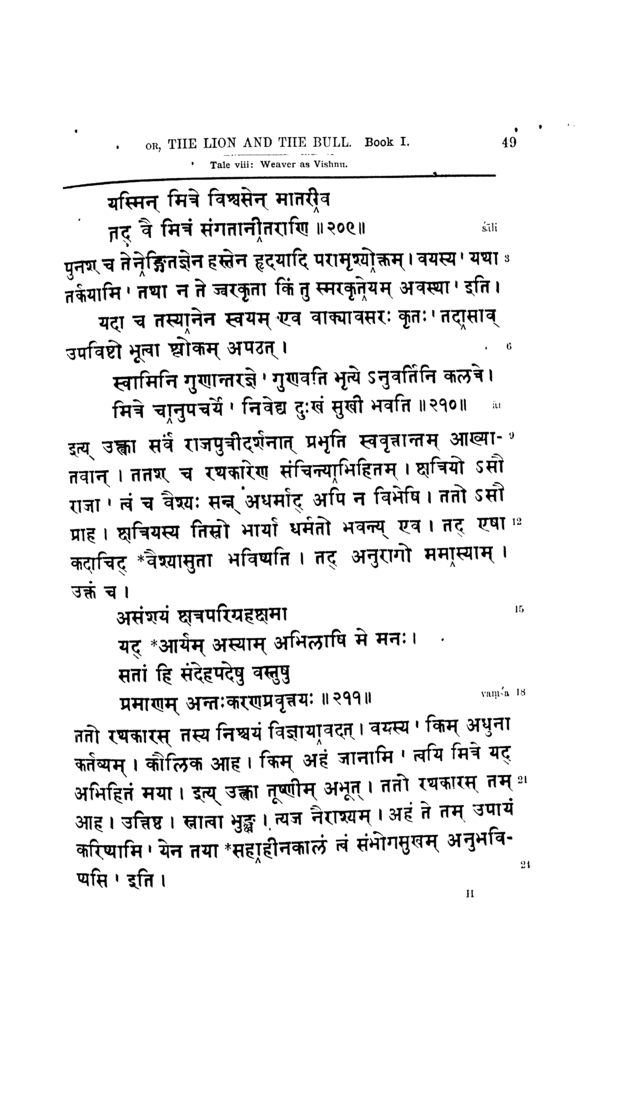 OR, THE LION AND THE BULL. Book I. 49
Tale viii: Weaver as Vishnu.
यस्मिन् मित्रे विश्वसेन् मातरीव
तद् वै मित्रं संगतानीतराणि ॥२०९॥ śāli
पुनश् च तेनेङ्गितज्ञेन हस्तेन हृदयादि परामृश्योक्तम् । वयस्य ' यथा 3
तर्कयामि ' तथा न ते ज्वरकृता किं तु स्मरकृतेयम् अवस्था ' इति ।
यदा च तस्यानेन स्वयम् एव वाक्यावसरः कृतः ' तदासाव्
उपविष्टो भूत्वा श्लोकम् अपठत् । 6
स्वामिनि गुणान्तरज्ञे ' गुणवति भृत्ये ऽनुवर्तिनि कलत्रे ।
मित्रे चानुपचर्ये ' निवेद्य दुःखं सुखी भवति ॥२१०॥ ār
इत्य् उक्त्वा सर्वं राजपुत्रीदर्शनात् प्रभृति स्ववृत्तान्तम् आख्या- 9
तवान् । ततश् च रथकारेण संचिन्त्याभिहितम् । क्षत्रियो ऽसौ
राजा ' त्वं च वैश्यः सन्न् अधर्माद् अपि न बिभेषि । ततो ऽसौ
प्राह । क्षत्रियस्य तिस्रो भार्या धर्मतो भवन्त्य् एव । तद् एषा 12
कदाचिद् *वैश्यासुता भविष्यति । तद् अनुरागो ममास्याम् ।
उक्तं च ।
असंशयं क्षत्रपरिग्रहक्षमा 15
यद् *आर्यम् अस्याम् अभिलाषि मे मनः ।
सतां हि संदेहपदेषु वस्तुषु
प्रमाणम् अन्तःकरणप्रवृत्तयः ॥२११॥ vaṃśa 18
ततो रथकारस् तस्य निश्चयं विज्ञायावदत् । वयस्य ' किम् अधुना
कर्तव्यम् । कौलिक आह । किम् अहं जानामि ' त्वयि मित्रे यद्
अभिहितं मया । इत्य् उक्त्वा तूष्णीम् अभूत् । ततो रथकारस् तम् 21
आह । उत्तिष्ठ । स्नात्वा भुङ्क्ष्व । त्यज नैराश्यम् । अहं ते तम् उपायं
करिष्यामि ' येन तया *सहाहीनकालं त्वं संभोगसुखम् अनुभवि-
ष्यसि ' इति । 24
H